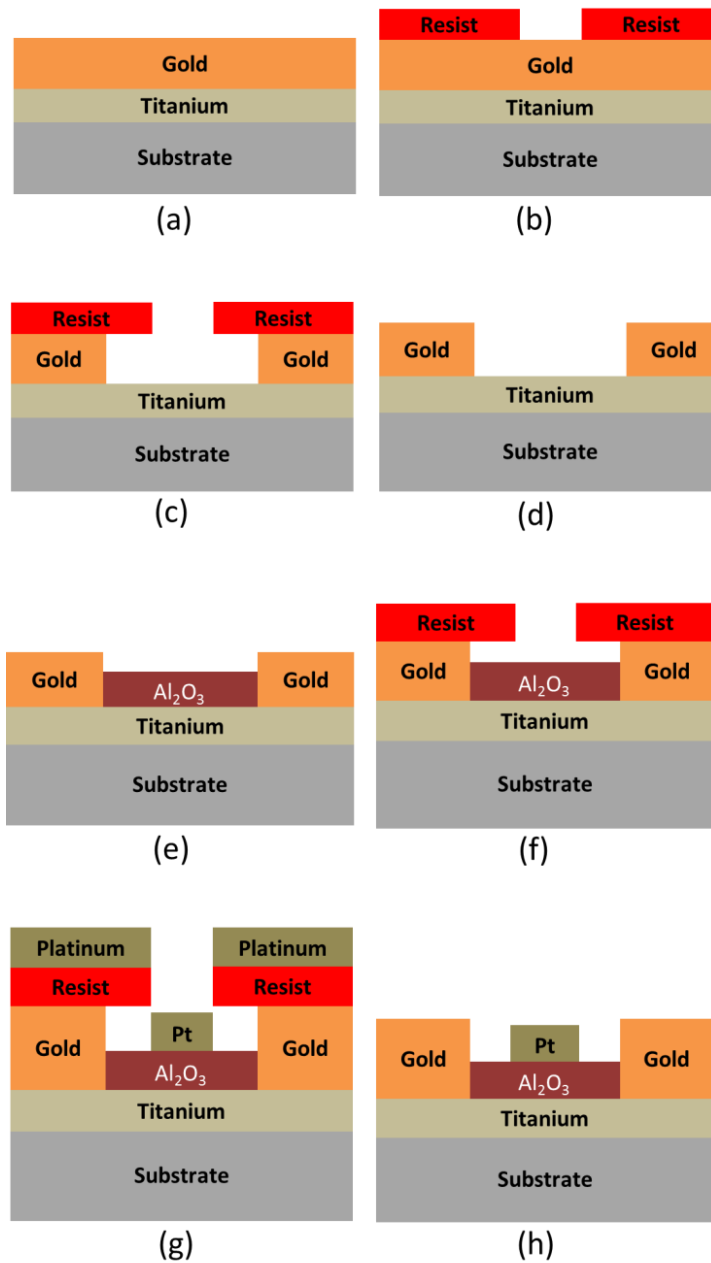 Gold
Titanium
Substrate
(a)
Resist Resist
Gold
Titanium
Substrate
(b)
Resist Resist
Gold Gold
Titanium
Substrate
(c)
Gold Gold
Titanium
Substrate
(d)
Gold Al₂O₃ Gold
Titanium
Substrate
(e)
Resist Resist
Gold Al₂O₃ Gold
Titanium
Substrate
(f)
Platinum Platinum
Resist Resist
Gold Pt Gold
Al₂O₃
Titanium
Substrate
(g)
Gold Pt Gold
Al₂O₃
Titanium
Substrate
(h)